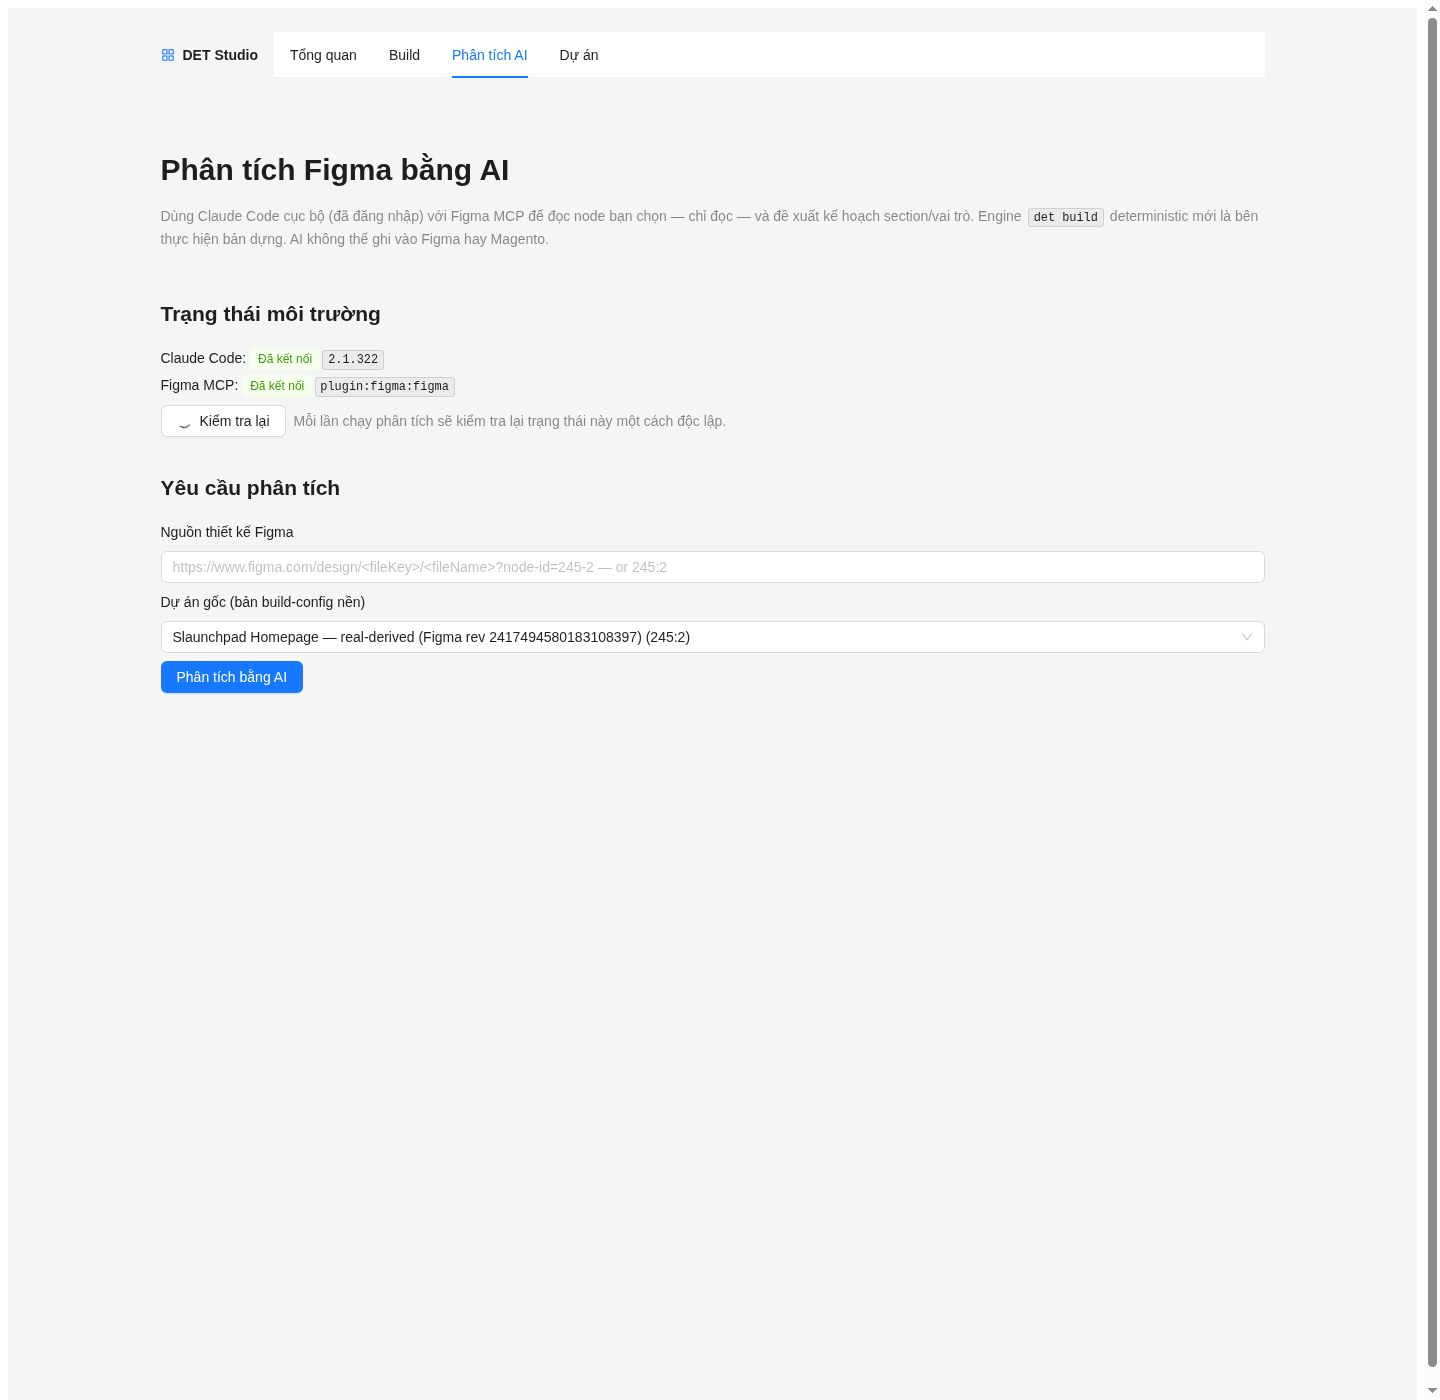 DET Studio
Tổng quan
Build
Phân tích AI
Dự án
Phân tích Figma bằng AI
Dùng Claude Code cục bộ (đã đăng nhập) với Figma MCP để đọc node bạn chọn — chỉ đọc — và đề xuất kế hoạch section/vai trò. Engine det build deterministic mới là bên
thực hiện bản dựng. AI không thể ghi vào Figma hay Magento.
Trạng thái môi trường
Claude Code: Đã kết nối 2.1.322
Figma MCP: Đã kết nối plugin:figma:figma
Kiểm tra lại Mỗi lần chạy phân tích sẽ kiểm tra lại trạng thái này một cách độc lập.
Yêu cầu phân tích
Nguồn thiết kế Figma
https://www.figma.com/design/<fileKey>/<fileName>?node-id=245-2 — or 245:2
Dự án gốc (bản build-config nền)
Slaunchpad Homepage — real-derived (Figma rev 2417494580183108397) (245:2)
Phân tích bằng AI